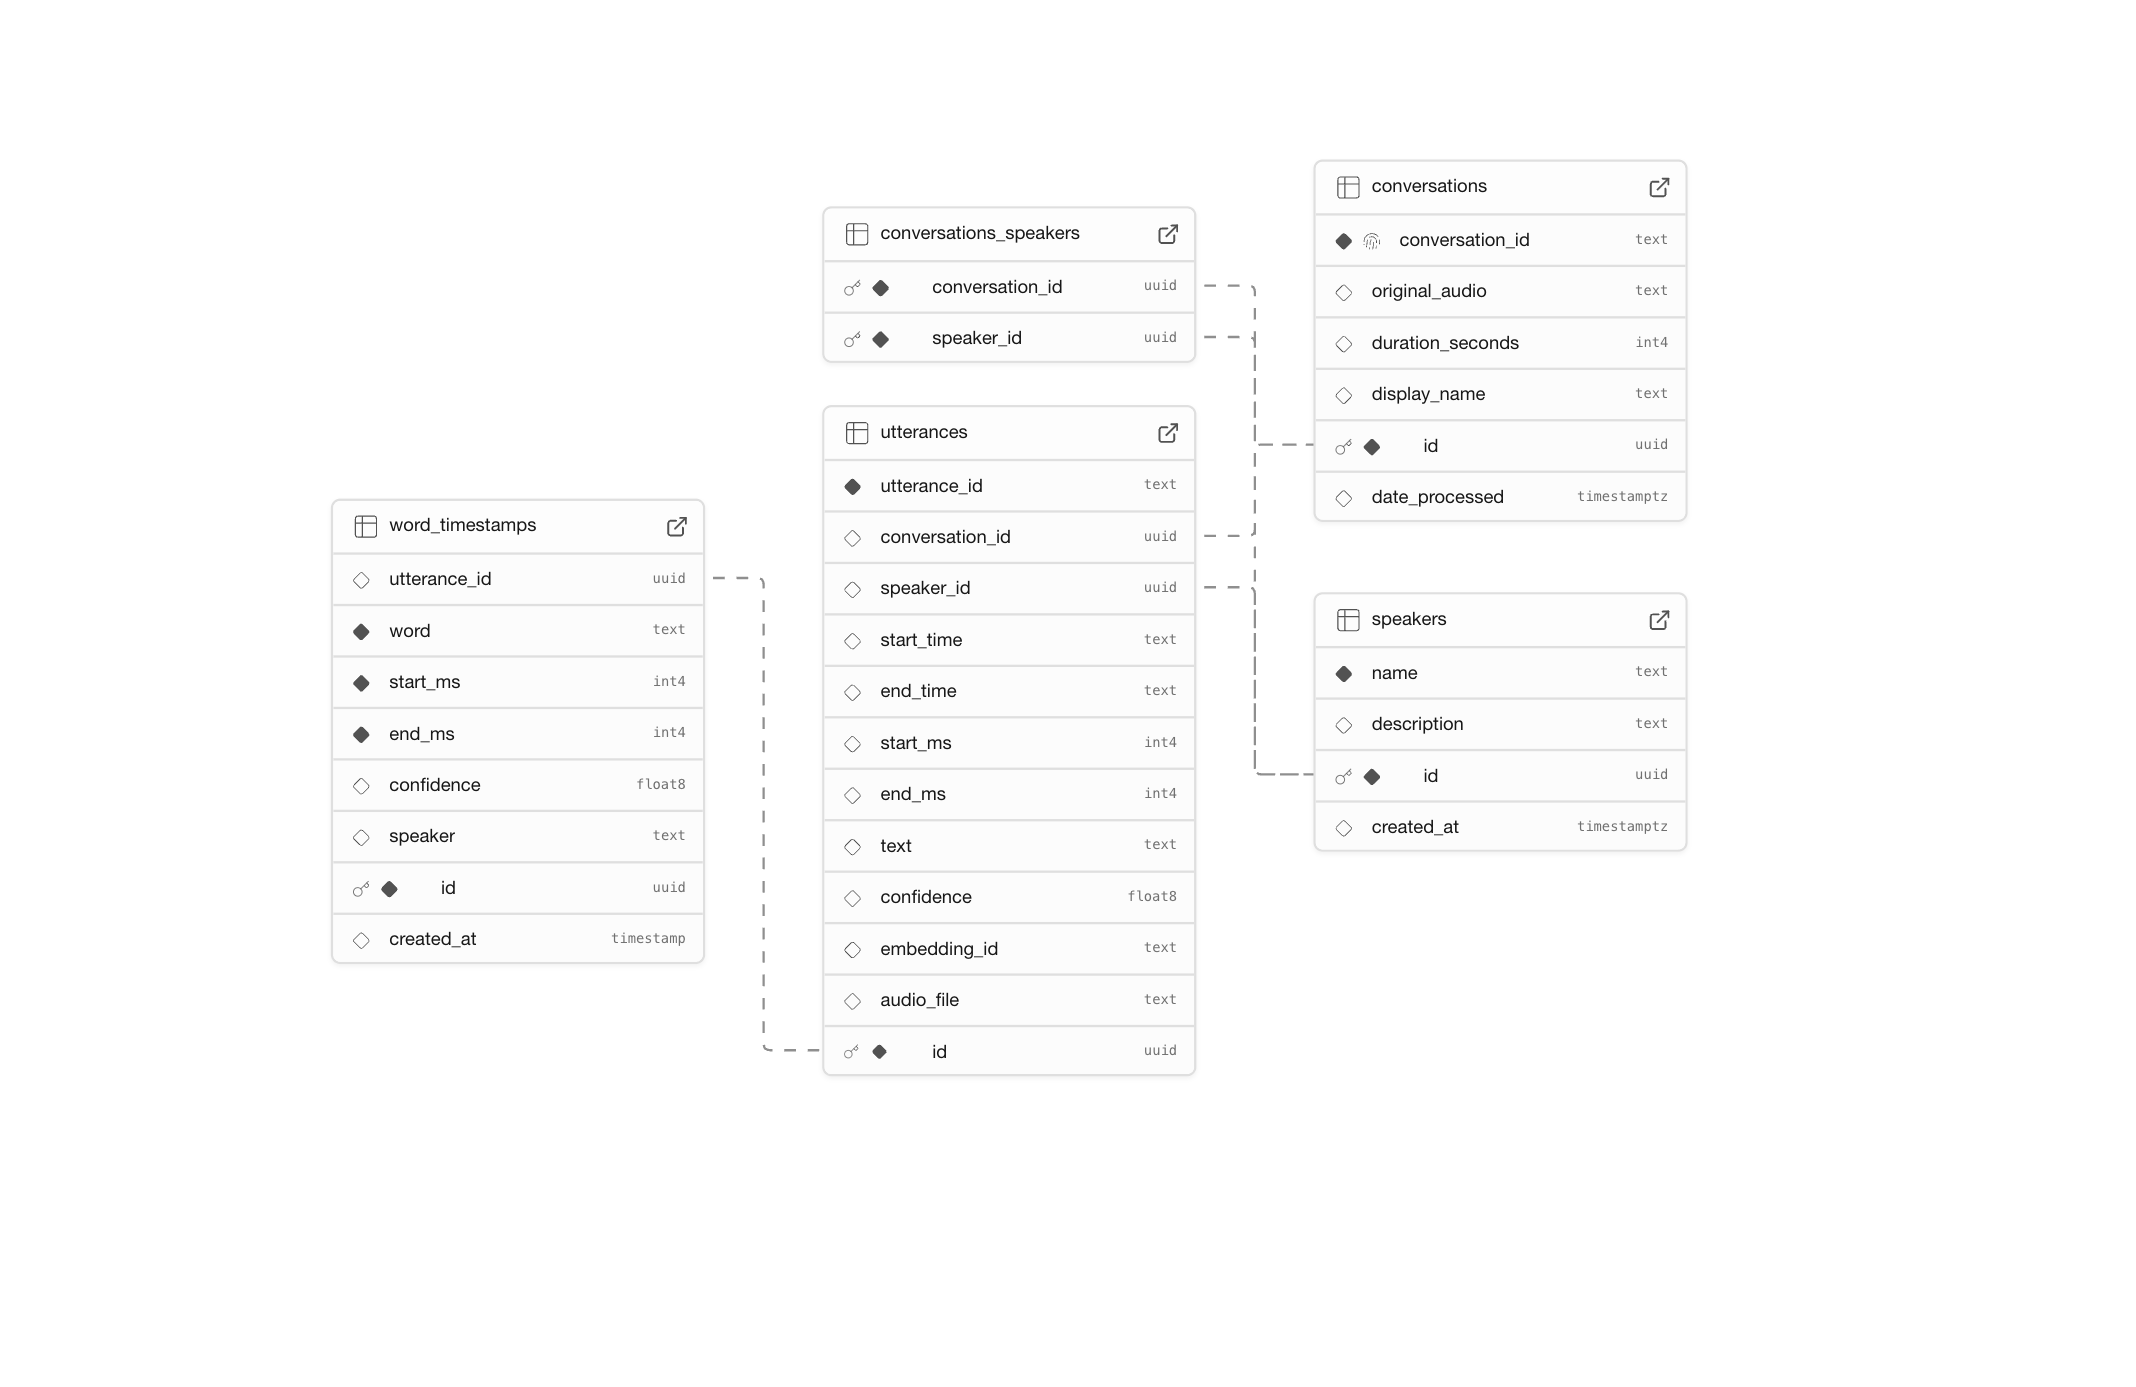 conversations
conversation_id text
original_audio text
duration_seconds int4
display_name text
id uuid
date_processed timestamptz
conversations_speakers
conversation_id uuid
speaker_id uuid
utterances
utterance_id text
conversation_id uuid
speaker_id uuid
start_time text
end_time text
start_ms int4
end_ms int4
text text
confidence float8
embedding_id text
audio_file text
id uuid
word_timestamps
utterance_id uuid
word text
start_ms int4
end_ms int4
confidence float8
speaker text
id uuid
created_at timestamp
speakers
name text
description text
id uuid
created_at timestamptz